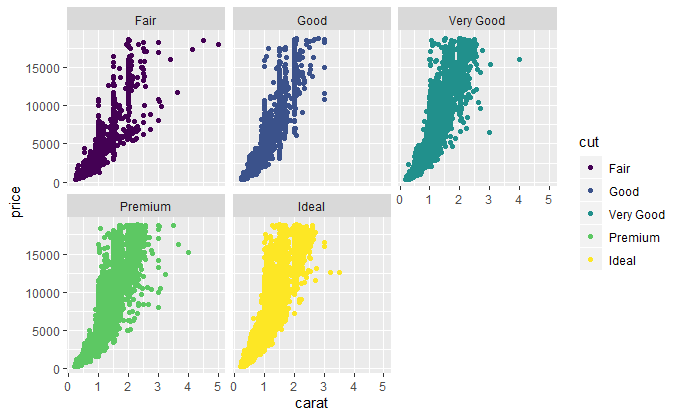 Fair Good Very Good
15000
10000
5000
0
0 1 2 3 4 5
price
Premium Ideal
15000
10000
5000
0
0 1 2 3 4 5 0 1 2 3 4 5
carat
cut
Fair
Good
Very Good
Premium
Ideal